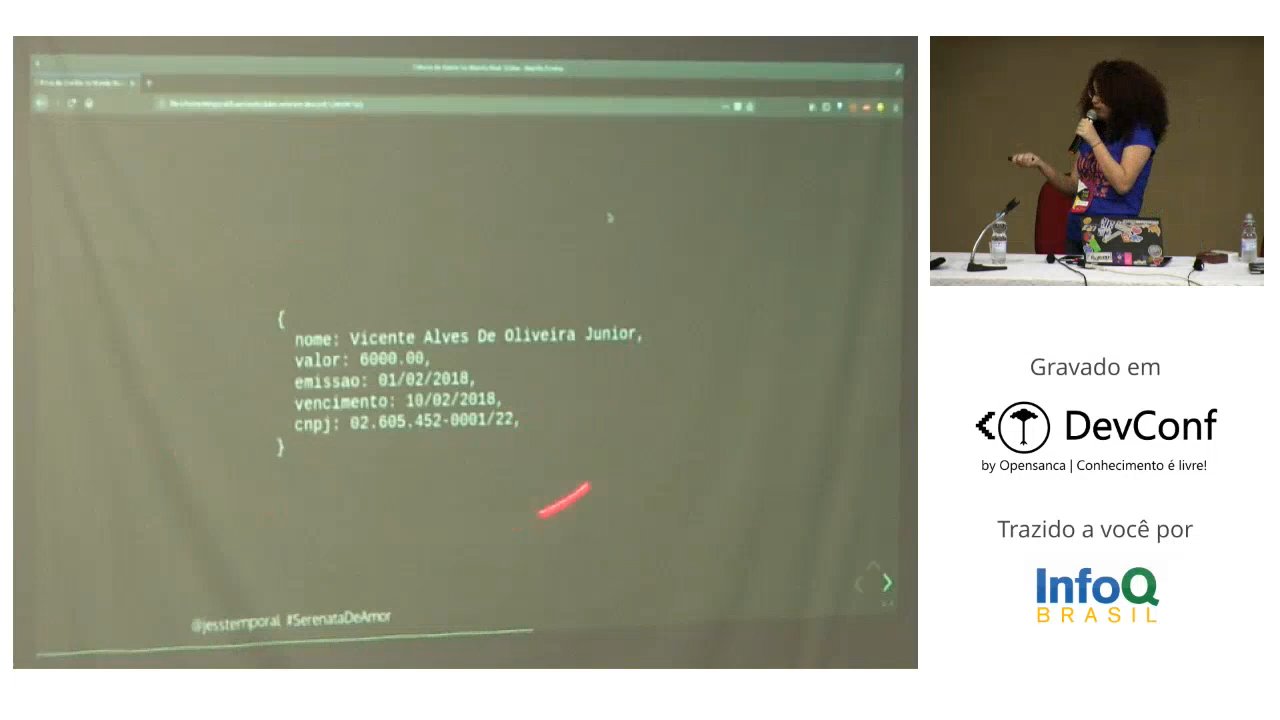 {
nome: Vicente Alves De Oliveira Junior,
valor: 6000.00,
emissao: 01/02/2018,
vencimento: 10/02/2018,
cnpj: 02.605.452-0001/22,
}
@jesstemporal #SerenataDeAmor
Gravado em
DevConf
by Opensanca | Conhecimento é livre!
Trazido a você por
InfoQ
BRASIL